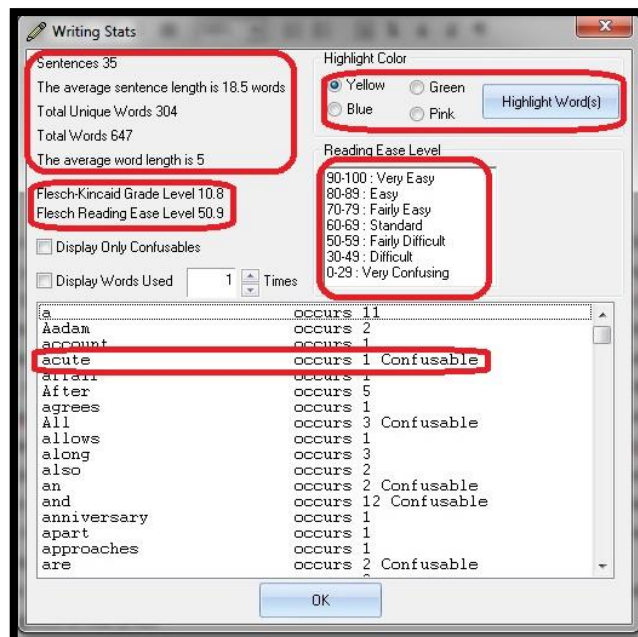 Writing Stats
Sentences 35
The average sentence length is 18.5 words
Total Unique Words 304
Total Words 647
The average word length is 5
Flesch-Kincaid Grade Level 10.8
Flesch Reading Ease Level 50.9
Display Only Confusables
Display Words Used 1 Times
Highlight Color
Yellow Green
Blue Pink
Highlight Word(s)
Reading Ease Level
90-100 : Very Easy
80-89 : Easy
70-79 : Fairly Easy
60-69 : Standard
50-59 : Fairly Difficult
30-49 : Difficult
0-29 : Very Confusing
a occurs 11
Aadam occurs 2
account occurs 1
acute occurs 1 Confusable
affair occurs 1
After occurs 5
agrees occurs 1
All occurs 3 Confusable
allows occurs 1
along occurs 3
also occurs 2
an occurs 2 Confusable
and occurs 12 Confusable
anniversary occurs 1
apart occurs 1
approaches occurs 1
are occurs 2 Confusable
OK